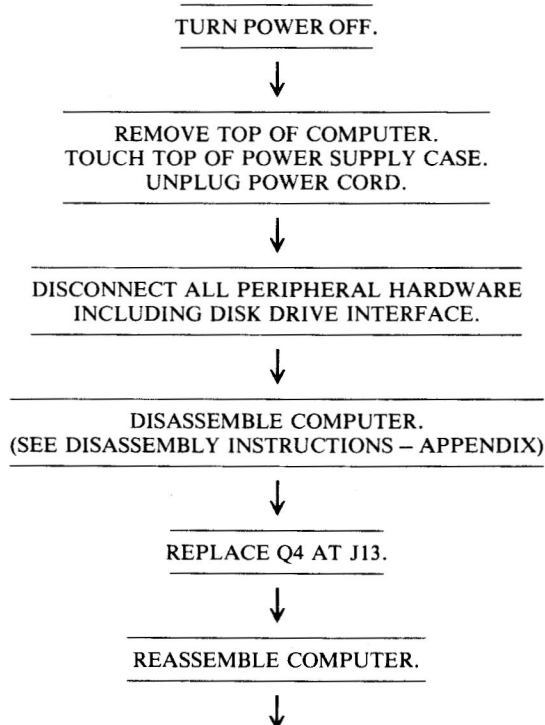 TURN POWER OFF.
REMOVE TOP OF COMPUTER.
TOUCH TOP OF POWER SUPPLY CASE.
UNPLUG POWER CORD.
DISCONNECT ALL PERIPHERAL HARDWARE
INCLUDING DISK DRIVE INTERFACE.
DISASSEMBLE COMPUTER.
(SEE DISASSEMBLY INSTRUCTIONS – APPENDIX)
REPLACE Q4 AT J13.
REASSEMBLE COMPUTER.